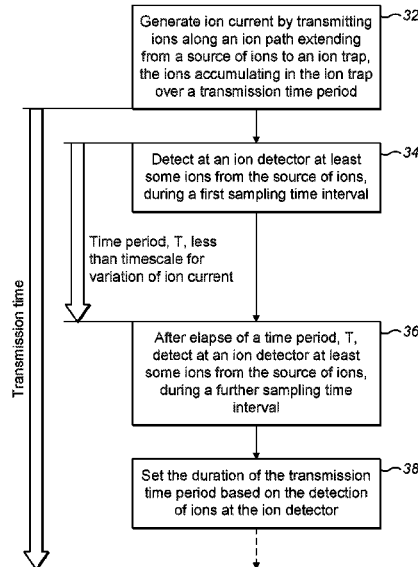 Generate ion current by transmitting
ions along an ion path extending
from a source of ions to an ion trap,
the ions accumulating in the ion trap
over a transmission time period
32
Detect at an ion detector at least
some ions from the source of ions,
during a first sampling time interval
34
Time period, T, less
than timescale for
variation of ion current
Transmission time
After elapse of a time period, T,
detect at an ion detector at least
some ions from the source of ions,
during a further sampling time
interval
36
Set the duration of the transmission
time period based on the detection
of ions at the ion detector
38